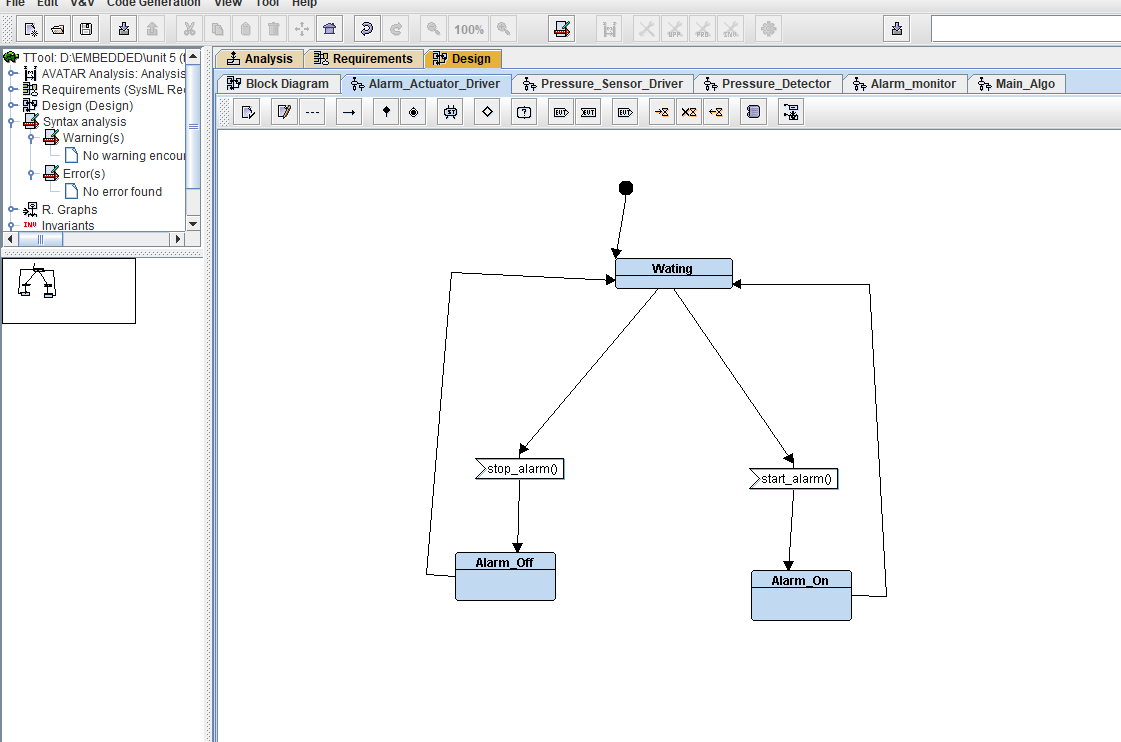 File Edit V&V Code Generation View Tool Help
100%
TTool: D:\EMBEDDED\unit 5 (
AVATAR Analysis: Analysis
Requirements (SysML Re
Design (Design)
Syntax analysis
Warning(s)
No warning encou
Error(s)
No error found
R. Graphs
INV Invariants
Analysis Requirements Design
Block Diagram Alarm_Actuator_Driver Pressure_Sensor_Driver Pressure_Detector Alarm_monitor Main_Algo
Wating
stop_alarm()
start_alarm()
Alarm_Off
Alarm_On